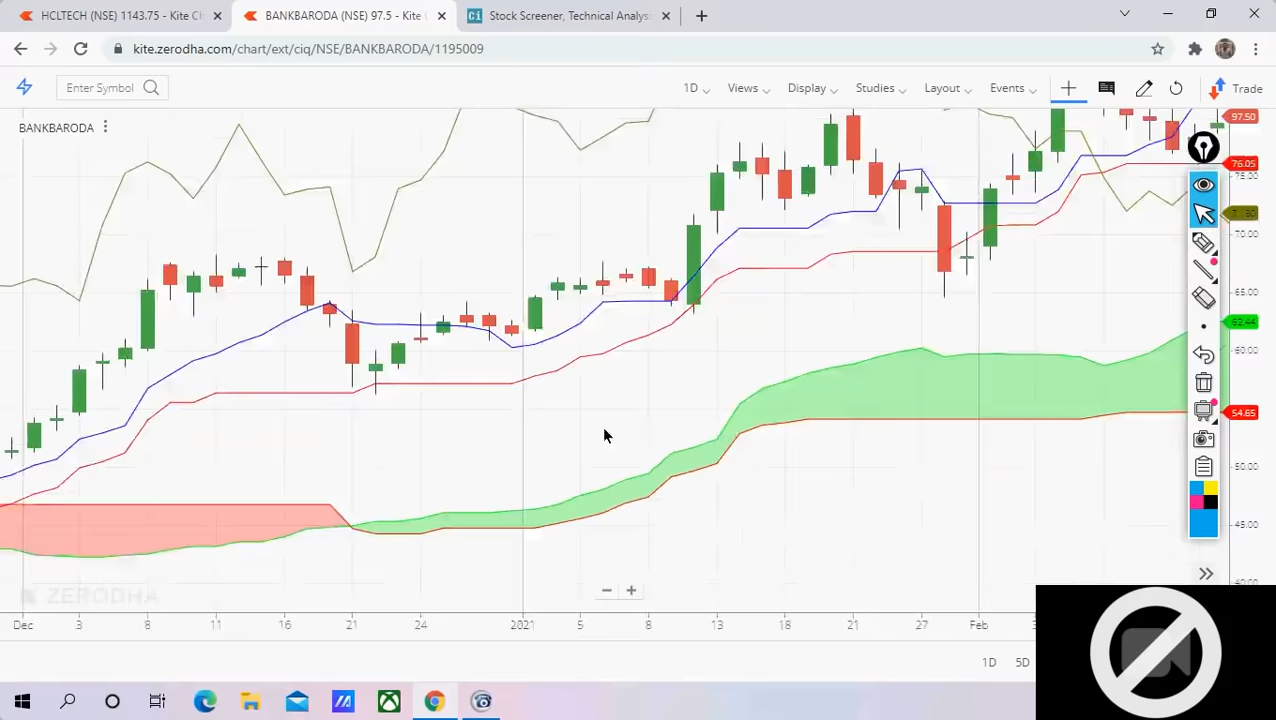 HCLTECH (NSE) 1143.75 - Kite Ch
BANKBARODA (NSE) 97.5 - Kite
Stock Screener, Technical Analysis
kite.zerodha.com/chart/ext/ciq/NSE/BANKBARODA/1195009
Enter Symbol
1D Views Display Studies Layout Events Trade
BANKBARODA
97.50
76.05
75.00
70.00
65.00
62.44
60.00
54.65
50.00
45.00
ZERODHA
Dec 3 8 11 16 21 24 2021 5 8 13 18 21 27 Feb
1D 5D